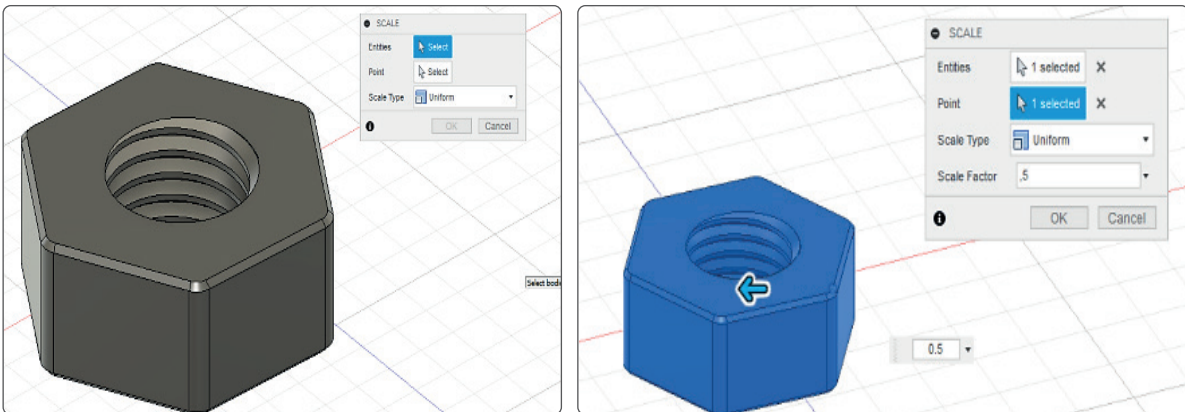 SCALE
Entities Select
Point Select
Scale Type Uniform
OK Cancel
Select
SCALE
Entities 1 selected
Point 1 selected
Scale Type Uniform
Scale Factor .5
OK Cancel
0.5